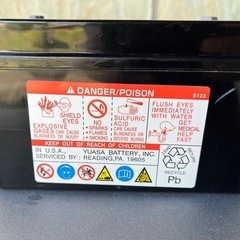 DANGER/POISON
S123
SHIELD EYES
EXPLOSIVE GASES CAN CAUSE BLINDNESS OR INJURY
NO
• SPARKS
• FLAMES
• SMOKING
SULFURIC ACID
CAN CAUSE BLINDNESS OR SEVERE BURNS
FLUSH EYES IMMEDIATELY WITH WATER
GET MEDICAL HELP FAST
KEEP OUT OF REACH OF CHILDREN
IN U.S.A., YUASA BATTERY, INC.
SERVICED BY : READING, PA. 19605
RECYCLE
Pb